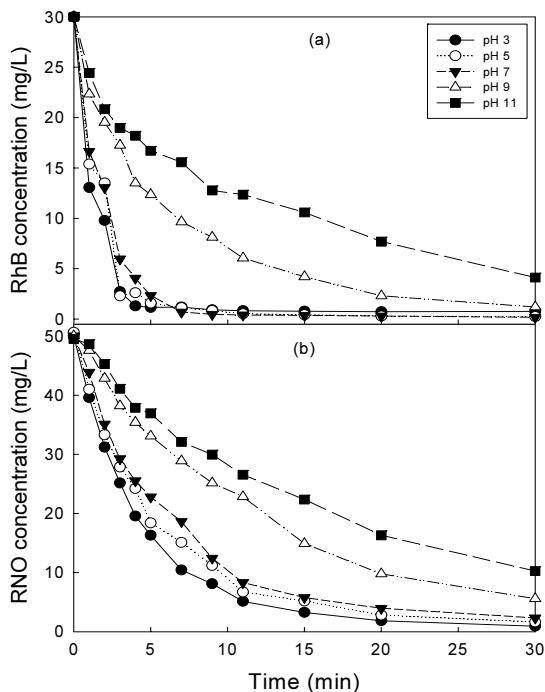 30
25
20
15
10
5
0
RhB concentration (mg/L)
(a)
pH 3
pH 5
pH 7
pH 9
pH 11
50
40
30
20
10
0
RNO concentration (mg/L)
(b)
0 5 10 15 20 25 30
Time (min)